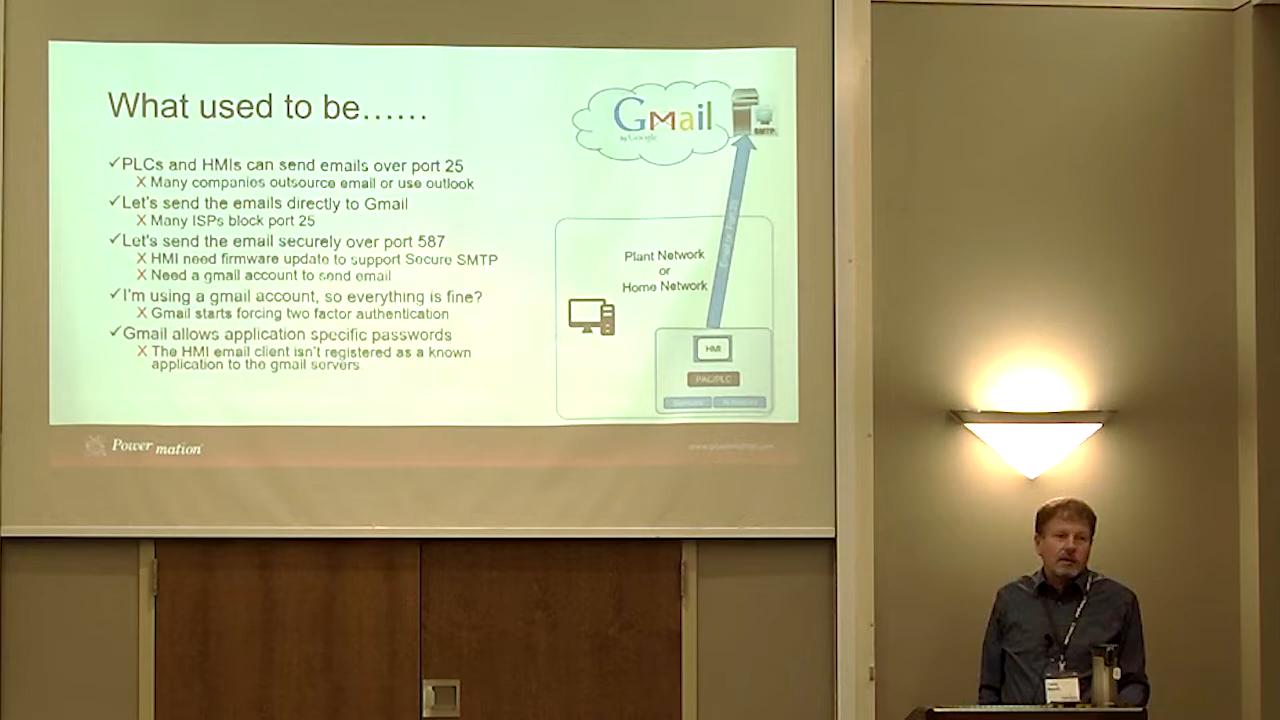 What used to be......
✓PLCs and HMIs can send emails over port 25
X Many companies outsource email or use outlook
✓Let's send the emails directly to Gmail
X Many ISPs block port 25
✓Let's send the email securely over port 587
X HMI need firmware update to support Secure SMTP
X Need a gmail account to send email
✓I'm using a gmail account, so everything is fine?
X Gmail starts forcing two factor authentication
✓Gmail allows application specific passwords
X The HMI email client isn't registered as a known
application to the gmail servers
Gmail
by Google
SMTP
Plant Network
or
Home Network
HMI
PAC/PLC
Power mation